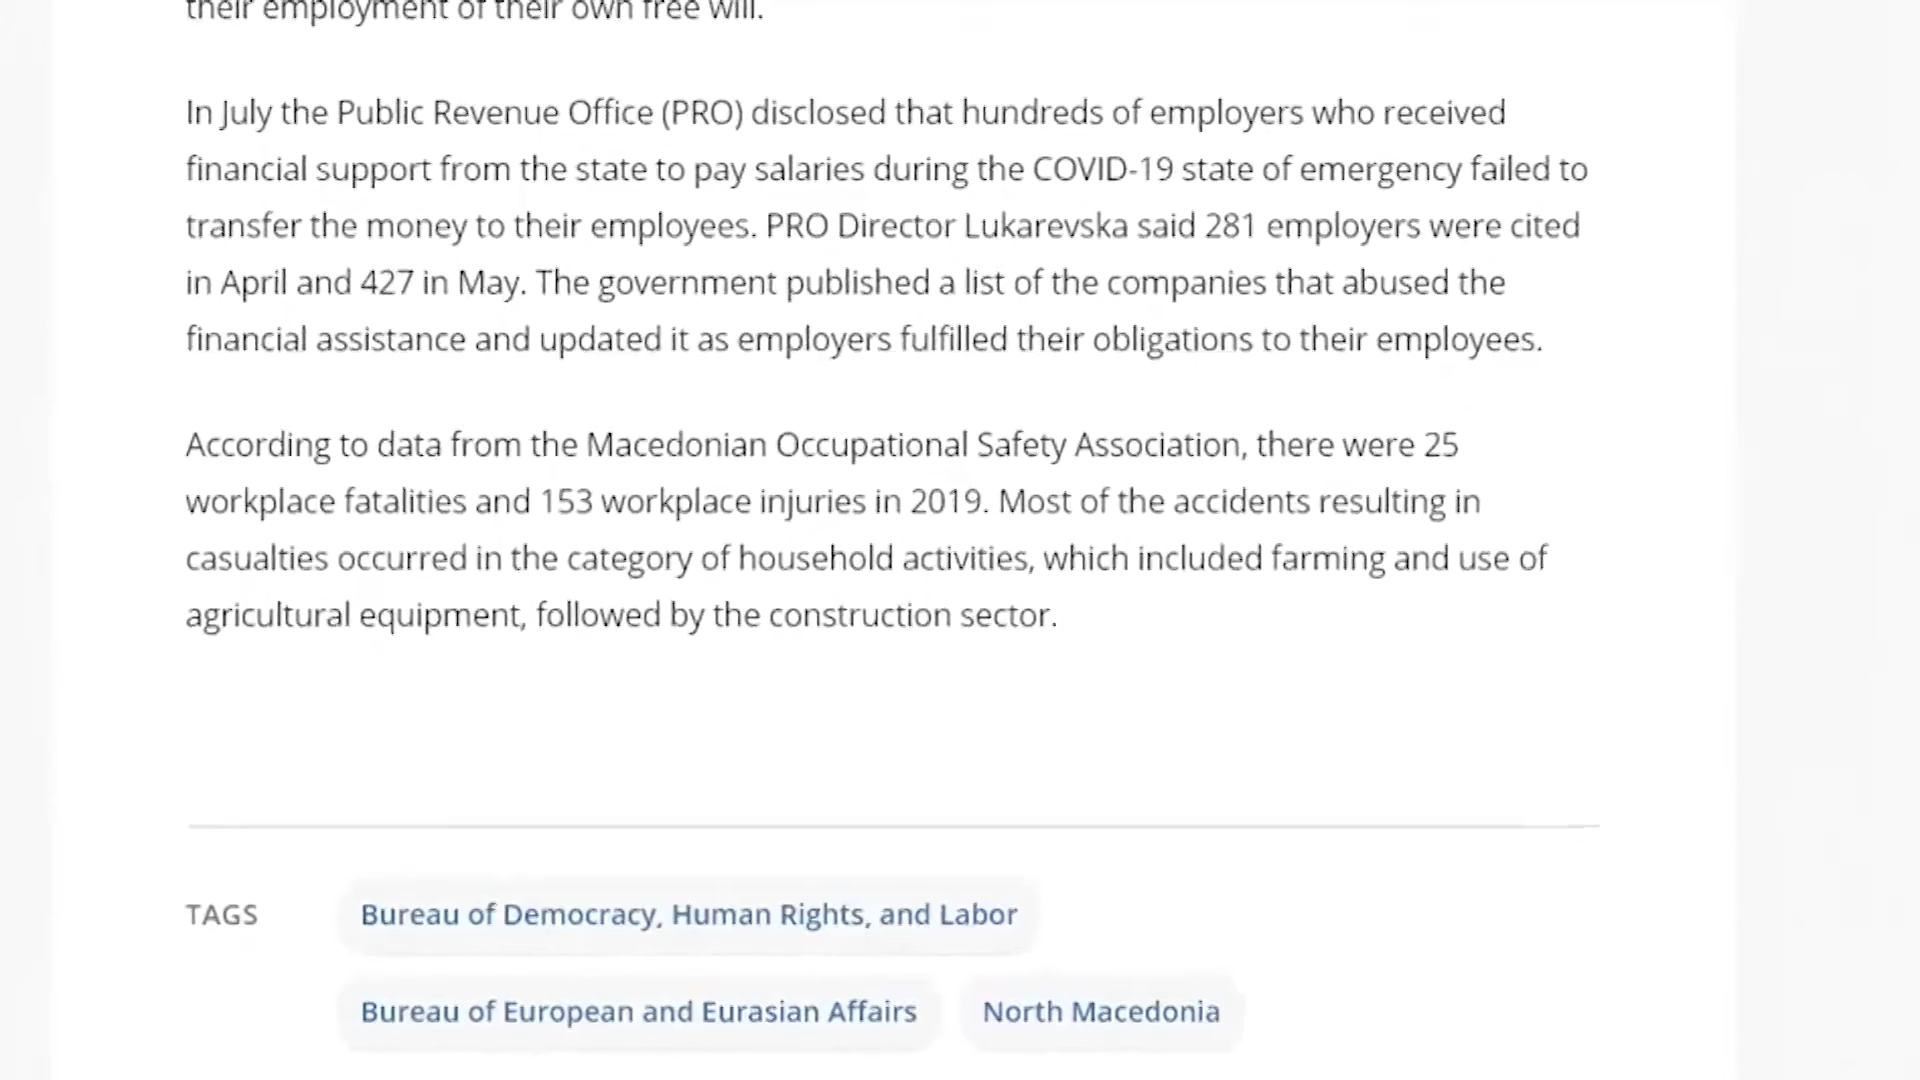 their employment of their own free will.
In July the Public Revenue Office (PRO) disclosed that hundreds of employers who received
financial support from the state to pay salaries during the COVID-19 state of emergency failed to
transfer the money to their employees. PRO Director Lukarevska said 281 employers were cited
in April and 427 in May. The government published a list of the companies that abused the
financial assistance and updated it as employers fulfilled their obligations to their employees.
According to data from the Macedonian Occupational Safety Association, there were 25
workplace fatalities and 153 workplace injuries in 2019. Most of the accidents resulting in
casualties occurred in the category of household activities, which included farming and use of
agricultural equipment, followed by the construction sector.
TAGS
Bureau of Democracy, Human Rights, and Labor
Bureau of European and Eurasian Affairs
North Macedonia